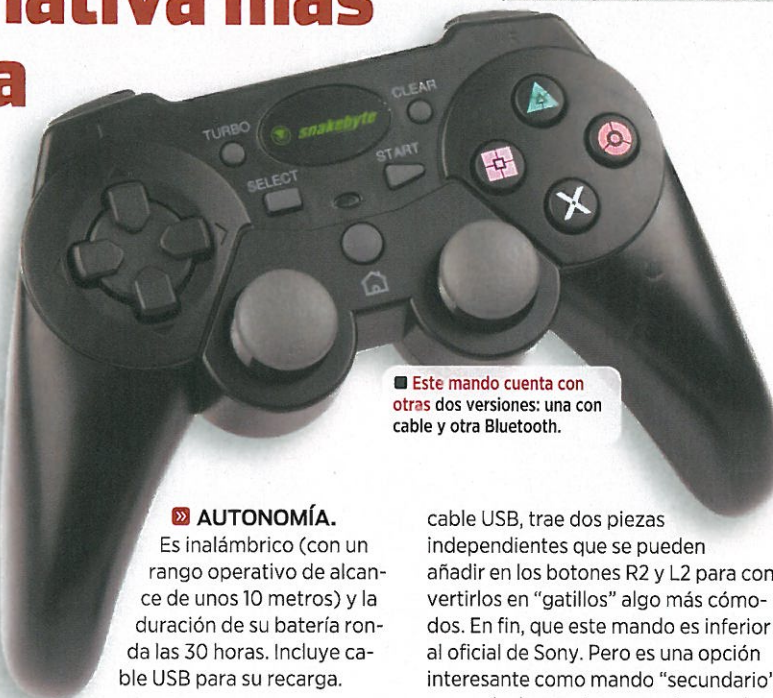 nativa más
a
TURBO
snakebyte
CLEAR
SELECT
START
■ Este mando cuenta con
otras dos versiones: una con
cable y otra Bluetooth.
» AUTONOMÍA.
Es inalámbrico (con un
rango operativo de alcan-
ce de unos 10 metros) y la
duración de su batería ron-
da las 30 horas. Incluye ca-
ble USB para su recarga.
cable USB, trae dos piezas
independientes que se pueden
añadir en los botones R2 y L2 para con
vertirlos en "gatillos" algo más cómo-
dos. En fin, que este mando es inferior
al oficial de Sony. Pero es una opción
interesante como mando "secundario"